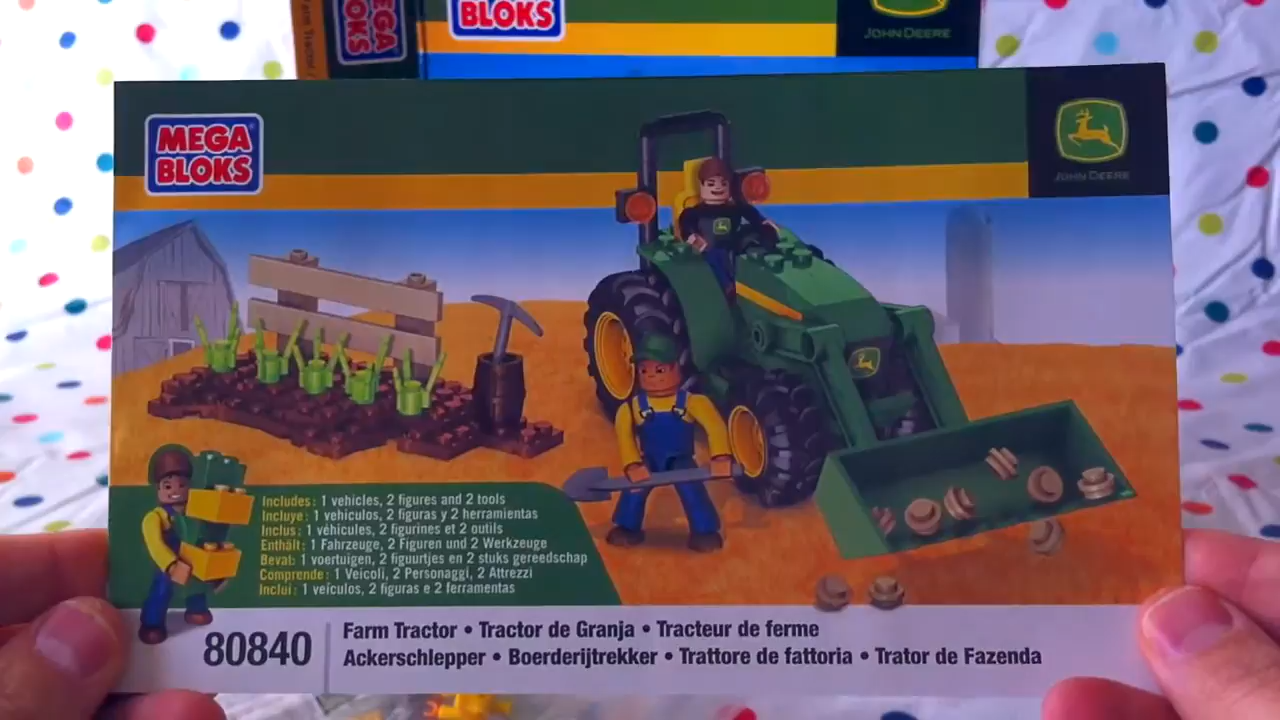 Farm Tractor
MEGA
BLOKS
BLOKS
JOHN DEERE
MEGA
BLOKS
JOHN DEERE
Includes: 1 vehicles, 2 figures and 2 tools
Incluye: 1 vehículos, 2 figuras y 2 herramientas
Inclus: 1 véhicules, 2 figurines et 2 outils
Enthält: 1 Fahrzeuge, 2 Figuren und 2 Werkzeuge
Bevat: 1 voertuigen, 2 figuurtjes en 2 stuks gereedschap
Comprende: 1 Veicoli, 2 Personaggi, 2 Attrezzi
Inclui: 1 veículos, 2 figuras e 2 ferramentas
80840
Farm Tractor • Tractor de Granja • Tracteur de ferme
Ackerschlepper • Boerderijtrekker • Trattore de fattoria • Trator de Fazenda